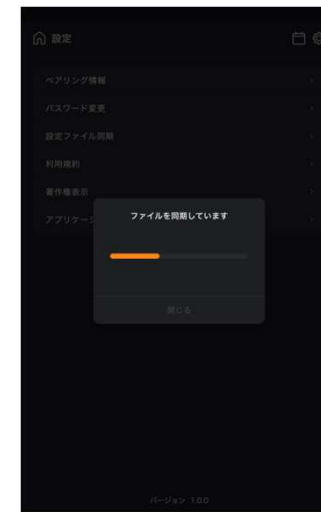 設定
ペアリング情報
パスワード変更
設定ファイル同期
利用規約
著作権表示
アプリケーシ
ファイルを同期しています
閉じる
バージョン 1.0.0